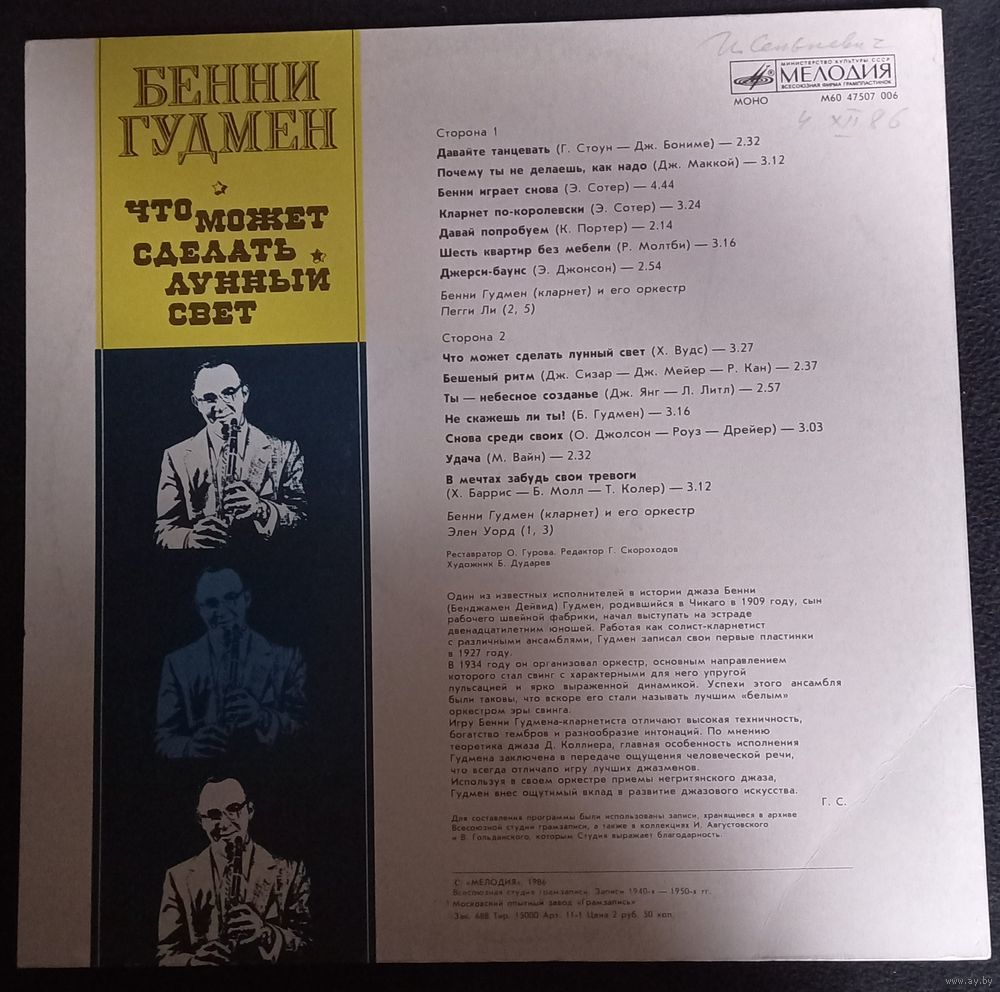 БЕННИ
ГУДМЕН
ЧТО
МОЖЕТ
СДЕЛАТЬ
ЛУННЫЙ
СВЕТ
МИНИСТЕРСТВО КУЛЬТУРЫ СССР
МЕЛОДИЯ
ВСЕСОЮЗНАЯ ФИРМА ГРАМПЛАСТИНОК
МОНО М60 47507 006
4 XII 86
Сторона 1
Давайте танцевать (Г. Стоун — Дж. Бониме) — 2.32
Почему ты не делаешь, как надо (Дж. Маккой) — 3.12
Бенни играет снова (Э. Сотер) — 4.44
Кларнет по-королевски (Э. Сотер) — 3.24
Давай попробуем (К. Портер) — 2.14
Шесть квартир без мебели (Р. Молтби) — 3.16
Джерси-баунс (Э. Джонсон) — 2.54
Бенни Гудмен (кларнет) и его оркестр
Пегги Ли (2, 5)
Сторона 2
Что может сделать лунный свет (Х. Вудс) — 3.27
Бешеный ритм (Дж. Сизар — Дж. Мейер — Р. Кан) — 2.37
Ты — небесное созданье (Дж. Янг — Л. Литл) — 2.57
Не скажешь ли ты! (Б. Гудмен) — 3.16
Снова среди своих (О. Джолсон — Роуз — Дрейер) — 3.03
Удача (М. Вайн) — 2.32
В мечтах забудь свои тревоги
(Х. Баррис — Б. Молл — Т. Колер) — 3.12
Бенни Гудмен (кларнет) и его оркестр
Элен Уорд (1, 3)
Реставратор О. Гурова. Редактор Г. Скороходов
Художник Б. Дударев
Один из известных исполнителей в истории джаза Бенни
(Бенджамен Дейвид) Гудмен, родившийся в Чикаго в 1909 году, сын
рабочего швейной фабрики, начал выступать на эстраде
двенадцатилетним юношей. Работая как солист-кларнетист
с различными ансамблями, Гудмен записал свои первые пластинки
в 1927 году.
В 1934 году он организовал оркестр, основным направлением
которого стал свинг с характерными для него упругой
пульсацией и ярко выраженной динамикой. Успехи этого ансамбля
были таковы, что вскоре его стали называть лучшим «белым»
оркестром эры свинга.
Игру Бенни Гудмена-кларнетиста отличают высокая техничность,
богатство тембров и разнообразие интонаций. По мнению
теоретика джаза Д. Коллиера, главная особенность исполнения
Гудмена заключена в передаче ощущения человеческой речи,
что всегда отличало игру лучших джазменов.
Используя в своем оркестре приемы негритянского джаза,
Гудмен внес ощутимый вклад в развитие джазового искусства.
Г. С.
Для составления программы были использованы записи, хранящиеся в архиве
Всесоюзной студии грамзаписи, а также в коллекциях И. Августовского
и В. Гольданского, которым Студия выражает благодарность.
С «МЕЛОДИЯ», 1986
Всесоюзная студия грамзаписи. Записи 1940-х — 1950-х гг.
Московский опытный завод «Грамзапись»
Зак. 688 Тир. 15000 Арт. 11-1 Цена 2 руб. 50 коп.
www.ay.by